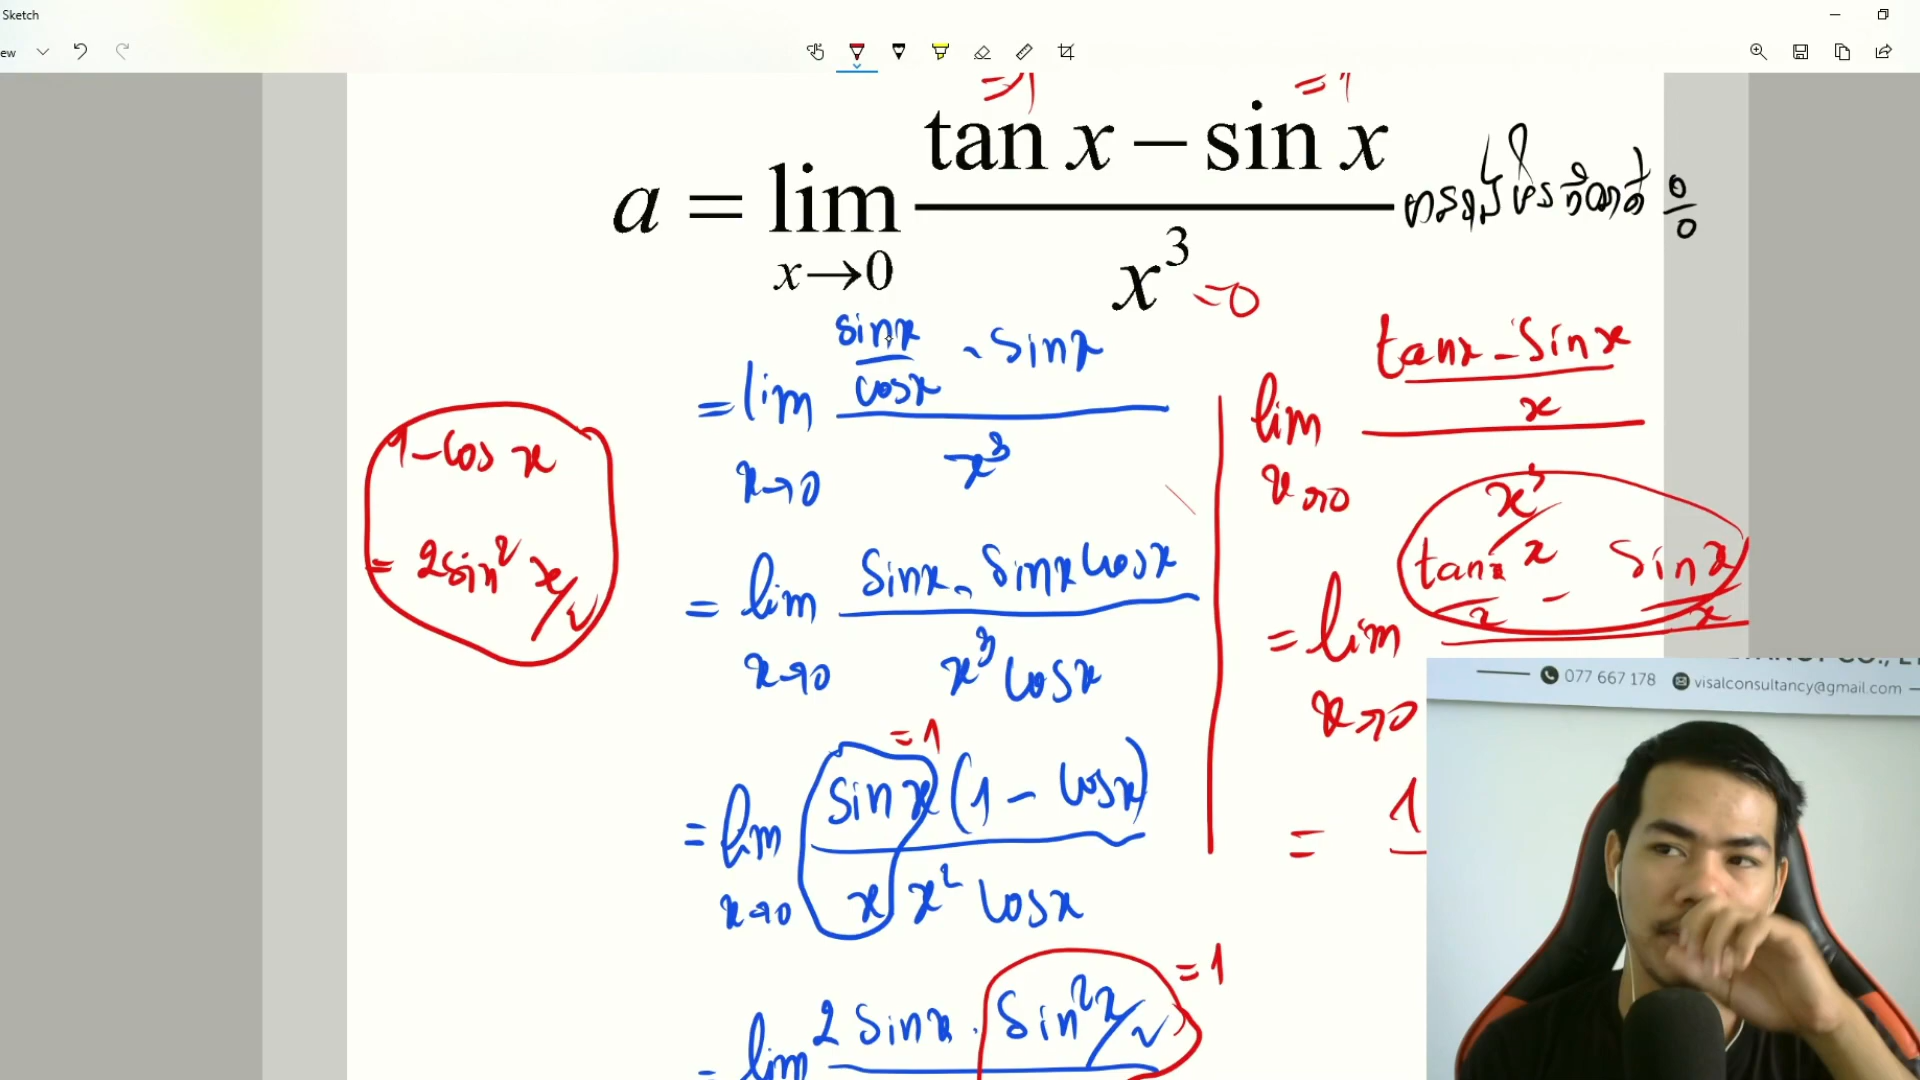 Sketch
ew
=1 =1
a = lim x→0 (tan x − sin x) / x³
0/0
=0
= lim x→0 (sinx/cosx - sinx) / x³
= lim x→0 (sinx - sinx cosx) / (x³ cosx)
= lim x→0 sinx (1 - cosx) / (x x² cosx)
=1
= lim 2 sinx . sin² x/2
=1
1-cos x
= 2sin² x/2
lim x→0 ((tanx - sinx) / x) / (x³ / x)
= lim x→0 tanx/x - sinx/x
= 1
077 667 178 visalconsultancy@gmail.com